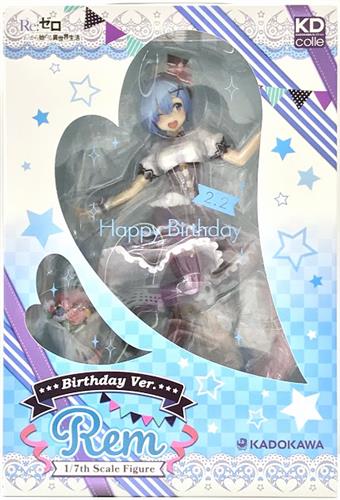 Re:ゼロ
から始める異世界生活
KD
colle
2.2
Happy Birthday
Birthday Ver.
Rem
1/7th Scale Figure
KADOKAWA